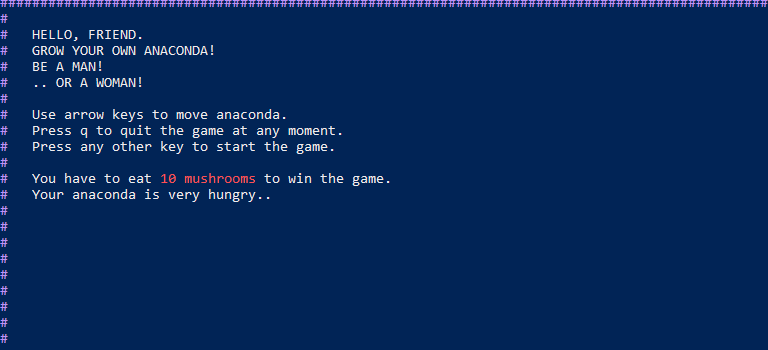 ################################################################################################
#
#   HELLO, FRIEND.
#   GROW YOUR OWN ANACONDA!
#   BE A MAN!
#   .. OR A WOMAN!
#
#   Use arrow keys to move anaconda.
#   Press q to quit the game at any moment.
#   Press any other key to start the game.
#
#   You have to eat 10 mushrooms to win the game.
#   Your anaconda is very hungry..
#
#
#
#
#
#
#
#
#